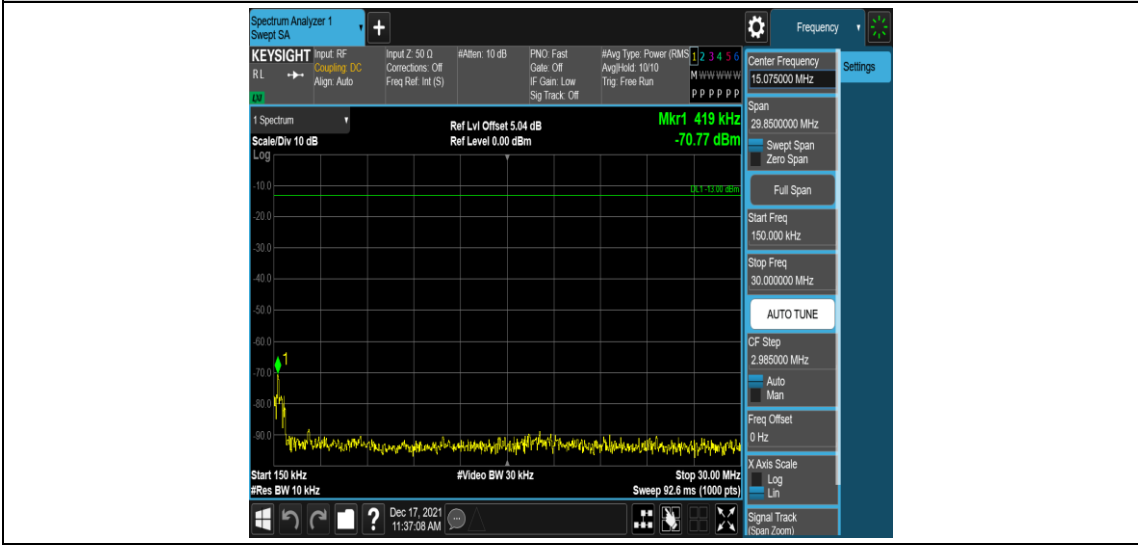 Spectrum Analyzer 1
Swept SA
+
Frequency
KEYSIGHT
RL
LM
Input: RF
Coupling: DC
Align: Auto
Input Z: 50 Ω
Corrections: Off
Freq Ref: Int (S)
#Atten: 10 dB
PNO: Fast
Gate: Off
IF Gain: Low
Sig Track: Off
#Avg Type: Power (RMS
Avg|Hold: 10/10
Trig: Free Run
1 2 3 4 5 6
M W W W W W
P P P P P P
1 Spectrum
Scale/Div 10 dB
Ref Lvl Offset 5.04 dB
Ref Level 0.00 dBm
Mkr1 419 kHz
-70.77 dBm
Log
DL1 -13.00 dBm
-10.0
-20.0
-30.0
-40.0
-50.0
-60.0
-70.0
-80.0
-90.0
1
Start 150 kHz
#Res BW 10 kHz
#Video BW 30 kHz
Stop 30.00 MHz
Sweep 92.6 ms (1000 pts)
Center Frequency
15.075000 MHz
Span
29.8500000 MHz
Swept Span
Zero Span
Full Span
Start Freq
150.000 kHz
Stop Freq
30.000000 MHz
AUTO TUNE
CF Step
2.985000 MHz
Auto
Man
Freq Offset
0 Hz
X Axis Scale
Log
Lin
Signal Track
(Span Zoom)
Settings
?
Dec 17, 2021
11:37:08 AM